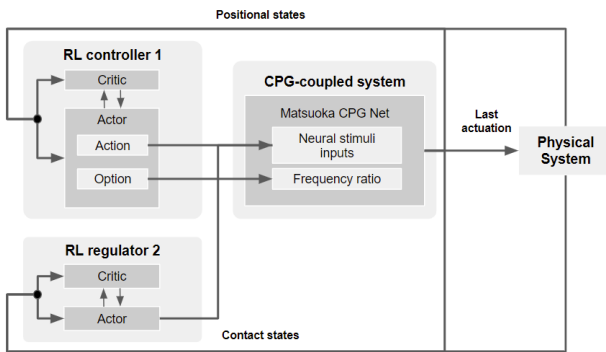 Positional states
RL controller 1
Critic
Actor
Action
Option
CPG-coupled system
Matsuoka CPG Net
Neural stimuli
inputs
Frequency ratio
Last
actuation
Physical
System
RL regulator 2
Critic
Actor
Contact states